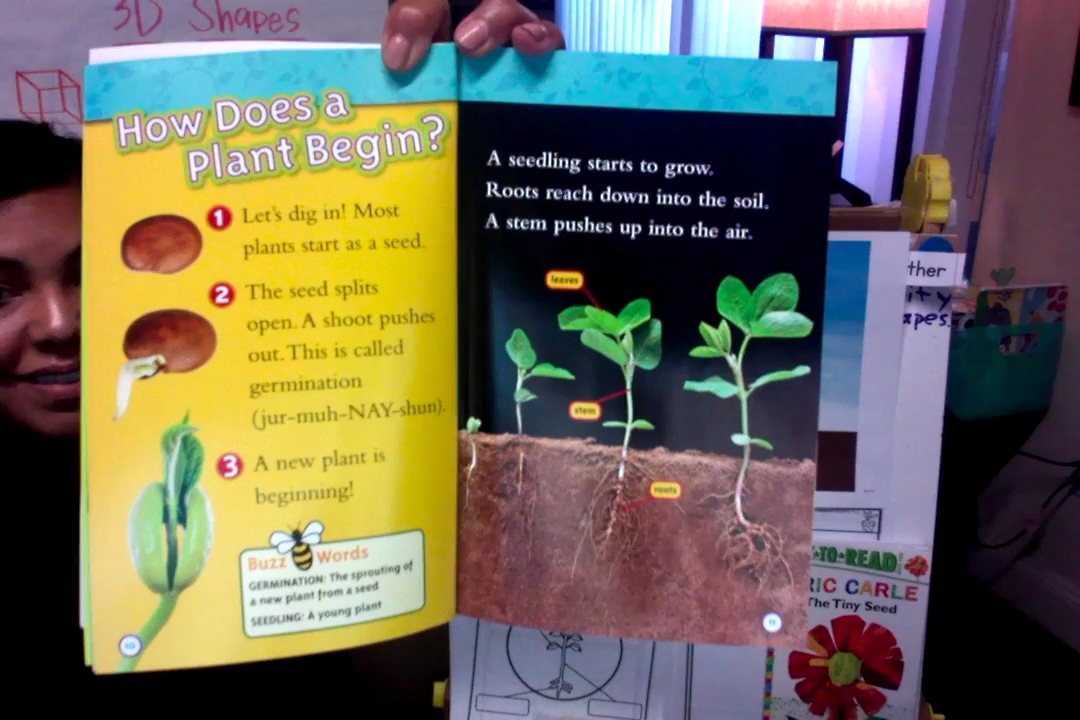 3D Shapes
How Does a
Plant Begin?
1 Let's dig in! Most
plants start as a seed.
2 The seed splits
open. A shoot pushes
out. This is called
germination
(jur-muh-NAY-shun).
3 A new plant is
beginning!
Buzz Words
GERMINATION: The sprouting of
a new plant from a seed
SEEDLING: A young plant
10
A seedling starts to grow.
Roots reach down into the soil.
A stem pushes up into the air.
leaves
stem
roots
11
ther
ity
apes.
-TO-READ
RIC CARLE
The Tiny Seed